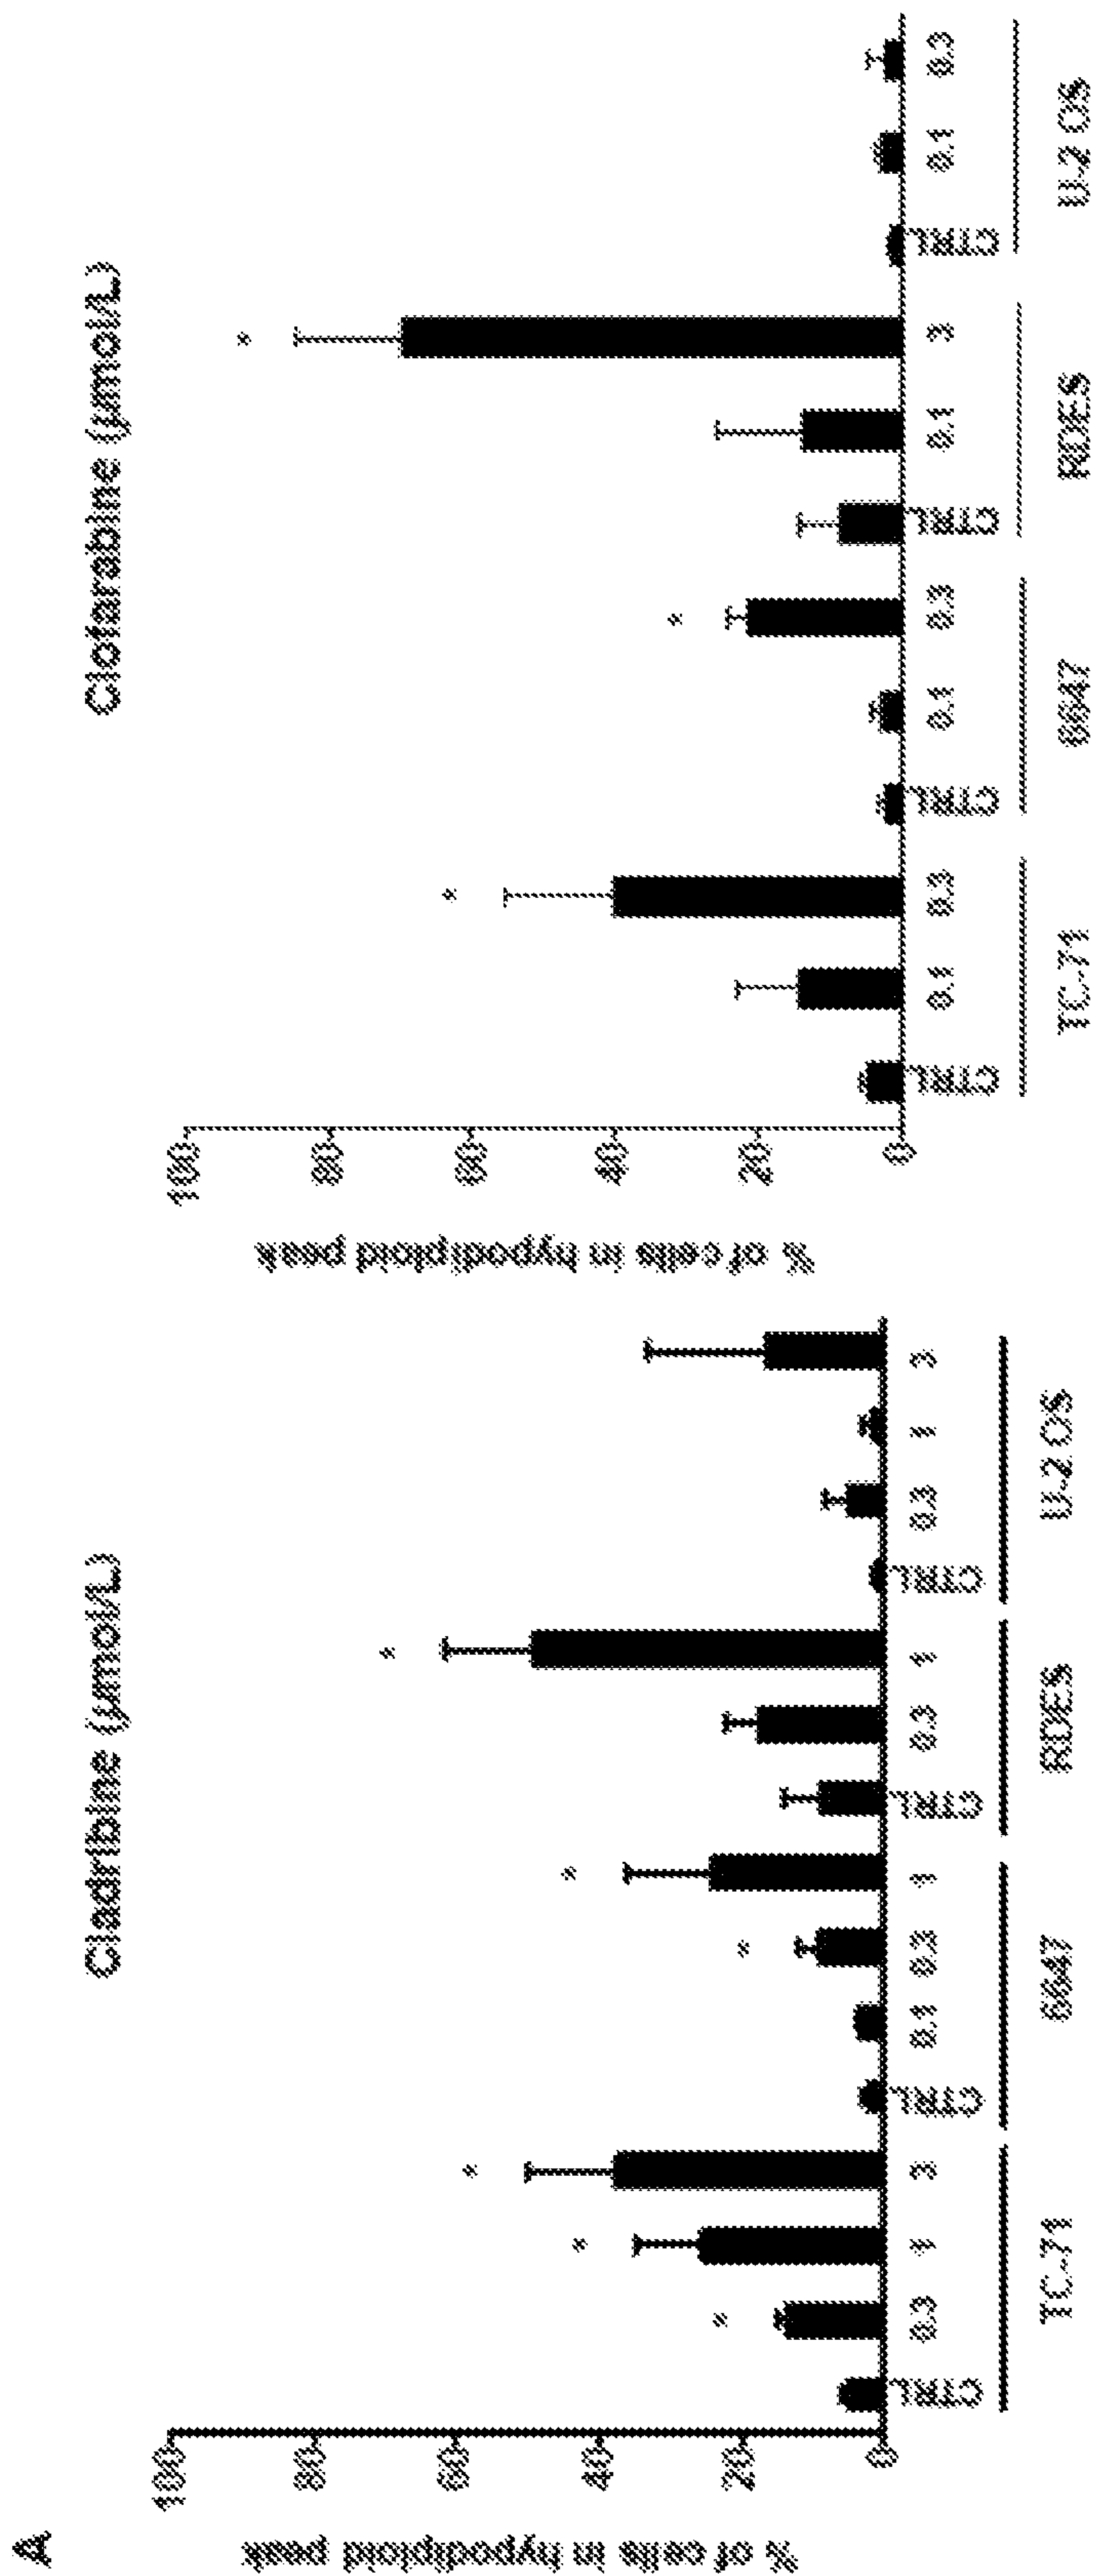 A
Cladribine (µmol/L)
% of cells in hypodiploid peak
100
80
60
40
20
0
CTRL 0.3 1 3 CTRL 0.1 0.3 1 CTRL 0.3 1 CTRL 0.3 1 3
TC-71 6647 RDES U-2 OS
* * * * * *
Clofarabine (µmol/L)
% of cells in hypodiploid peak
100
80
60
40
20
0
CTRL 0.1 0.3 CTRL 0.1 0.3 CTRL 0.1 3 CTRL 0.1 0.3
TC-71 6647 RDES U-2 OS
* * *